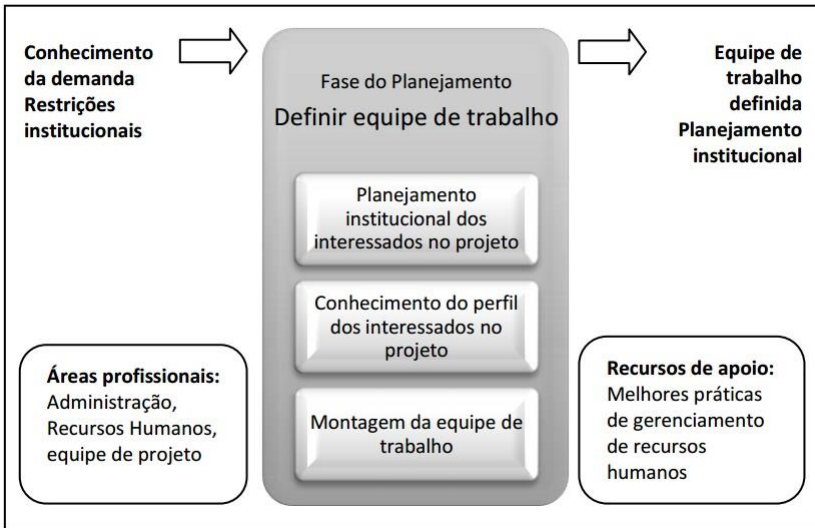 Conhecimento
da demanda
Restrições
institucionais
Fase do Planejamento
Definir equipe de trabalho
Planejamento
institucional dos
interessados no projeto
Conhecimento do perfil
dos interessados no
projeto
Montagem da equipe de
trabalho
Equipe de
trabalho
definida
Planejamento
institucional
Áreas profissionais:
Administração,
Recursos Humanos,
equipe de projeto
Recursos de apoio:
Melhores práticas
de gerenciamento
de recursos
humanos